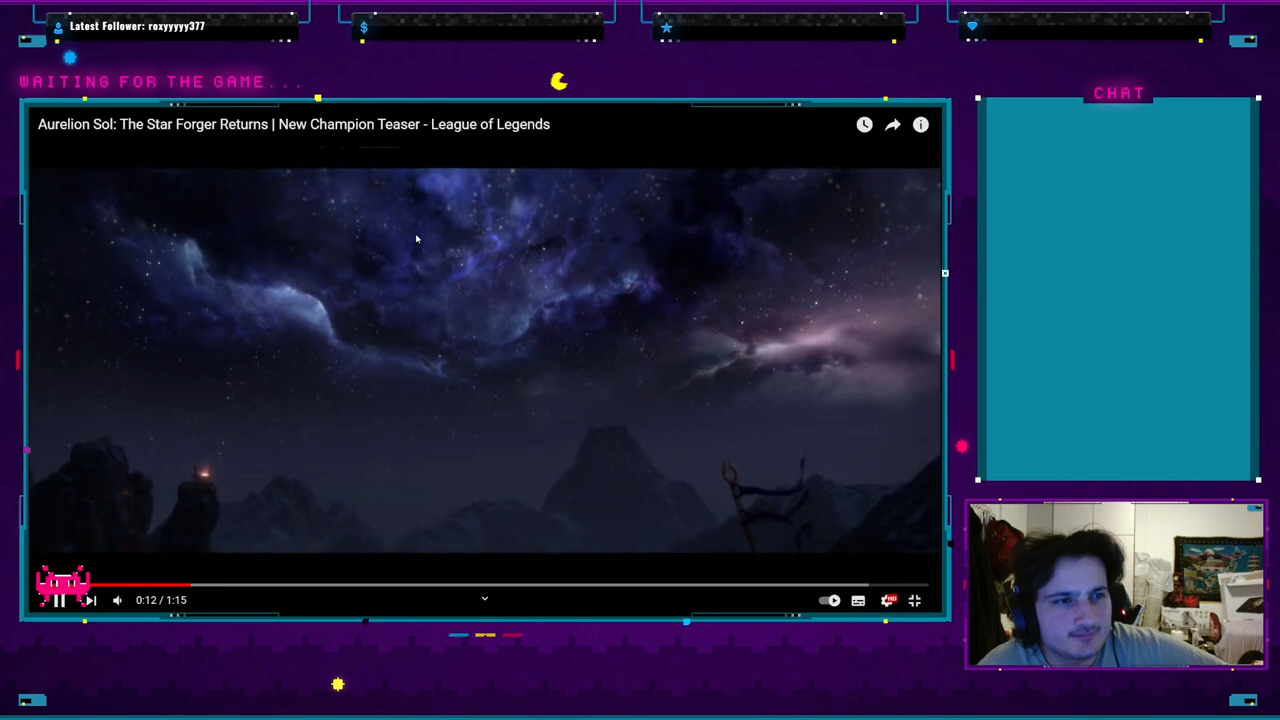 Latest Follower: roxyyyyy377
WAITING FOR THE GAME...
CHAT
Aurelion Sol: The Star Forger Returns | New Champion Teaser - League of Legends
0:12 / 1:15
HD